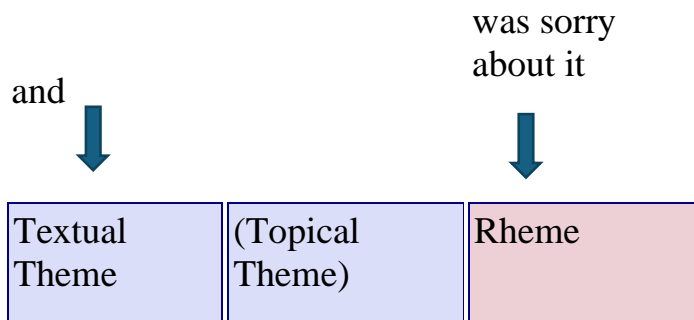 was sorry
about it
and
Textual
Theme
(Topical
Theme)
Rheme